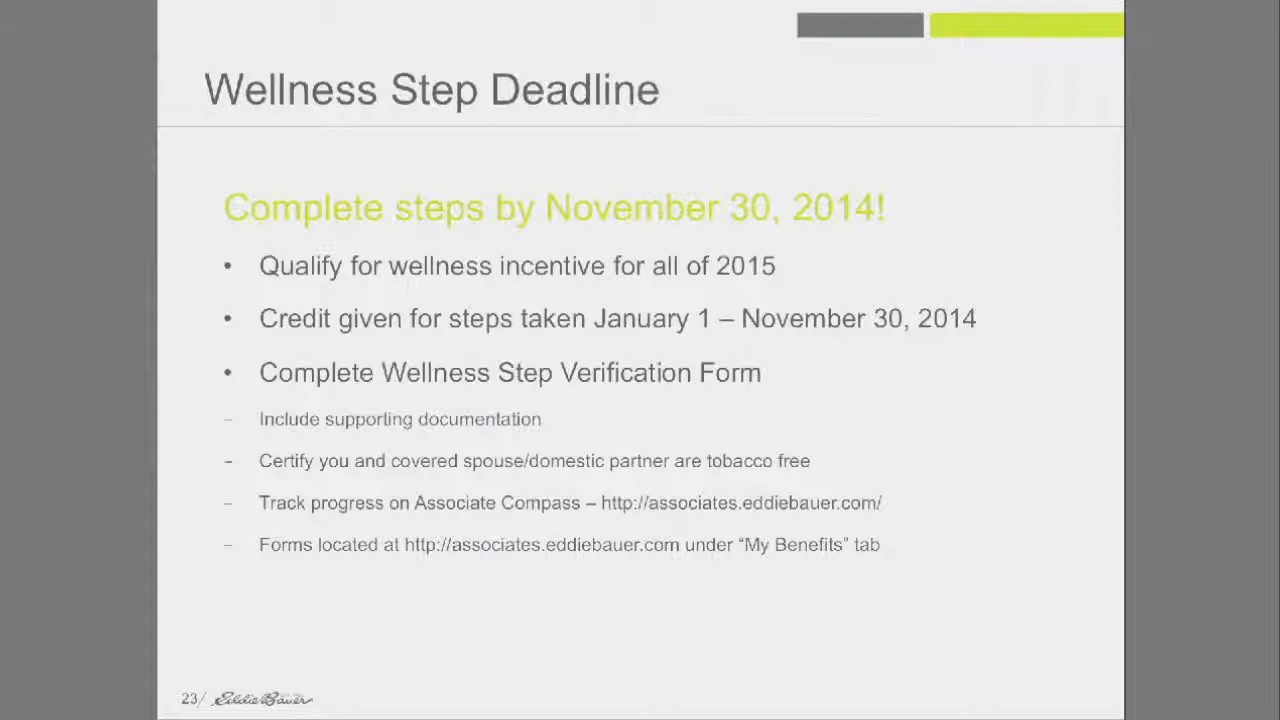 Wellness Step Deadline
Complete steps by November 30, 2014!
• Qualify for wellness incentive for all of 2015
• Credit given for steps taken January 1 – November 30, 2014
• Complete Wellness Step Verification Form
– Include supporting documentation
– Certify you and covered spouse/domestic partner are tobacco free
– Track progress on Associate Compass – http://associates.eddiebauer.com/
– Forms located at http://associates.eddiebauer.com under “My Benefits” tab
23/ Eddie Bauer